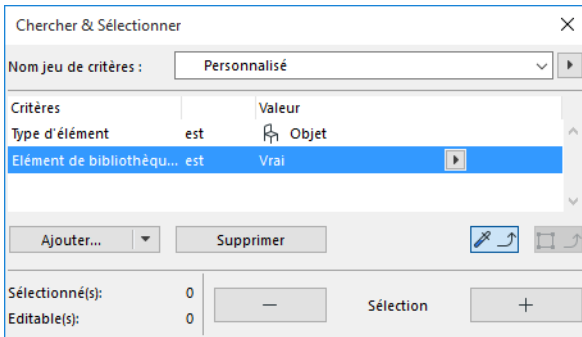 Chercher & Sélectionner
Nom jeu de critères : Personnalisé
Critères Valeur
Type d'élément est Objet
Elément de bibliothèqu... est Vrai
Ajouter... Supprimer
Sélectionné(s): 0
Sélection
Editable(s): 0